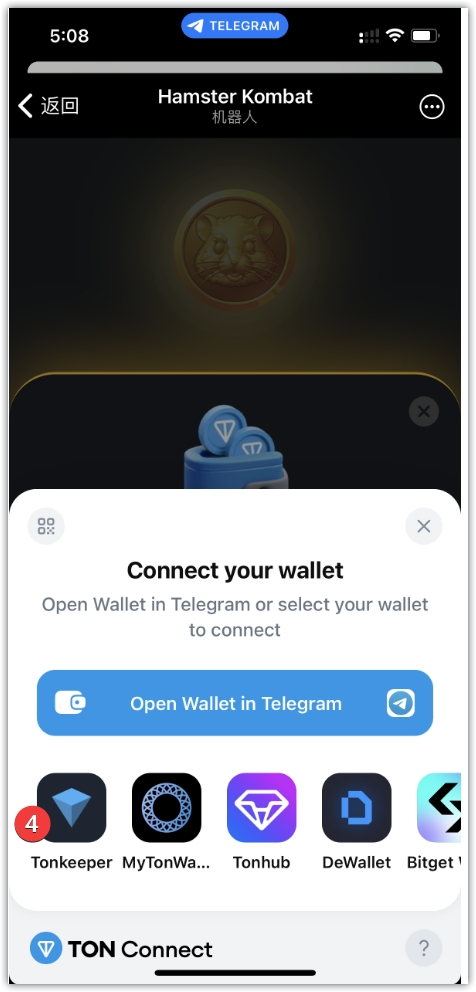 5:08
TELEGRAM
返回
Hamster Kombat
机器人
Connect your wallet
Open Wallet in Telegram or select your wallet
to connect
Open Wallet in Telegram
4
Tonkeeper MyTonWa... Tonhub DeWallet Bitget
TON Connect
?